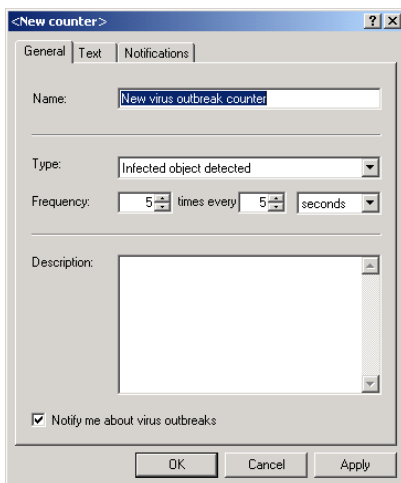 <New counter>
General Text Notifications
Name: New virus outbreak counter
Type: Infected object detected
Frequency: 5 times every 5 seconds
Description:
Notify me about virus outbreaks
OK Cancel Apply